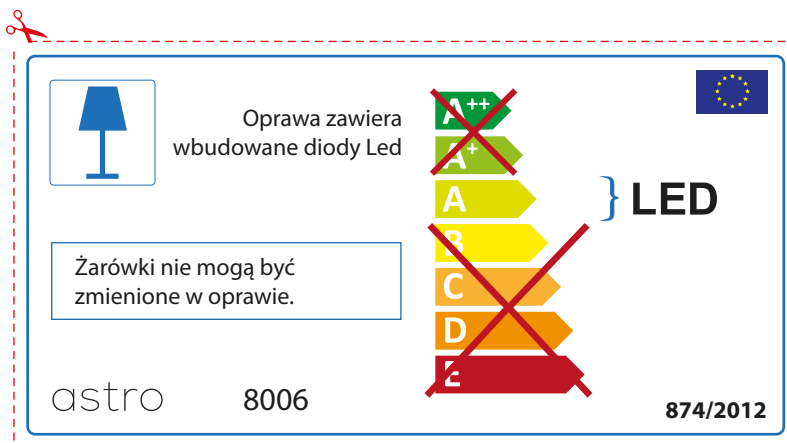 Oprawa zawiera
wbudowane diody Led
A++
A+
A
LED
B
Żarówki nie mogą być
zmienione w oprawie.
C
D
E
astro
8006
874/2012